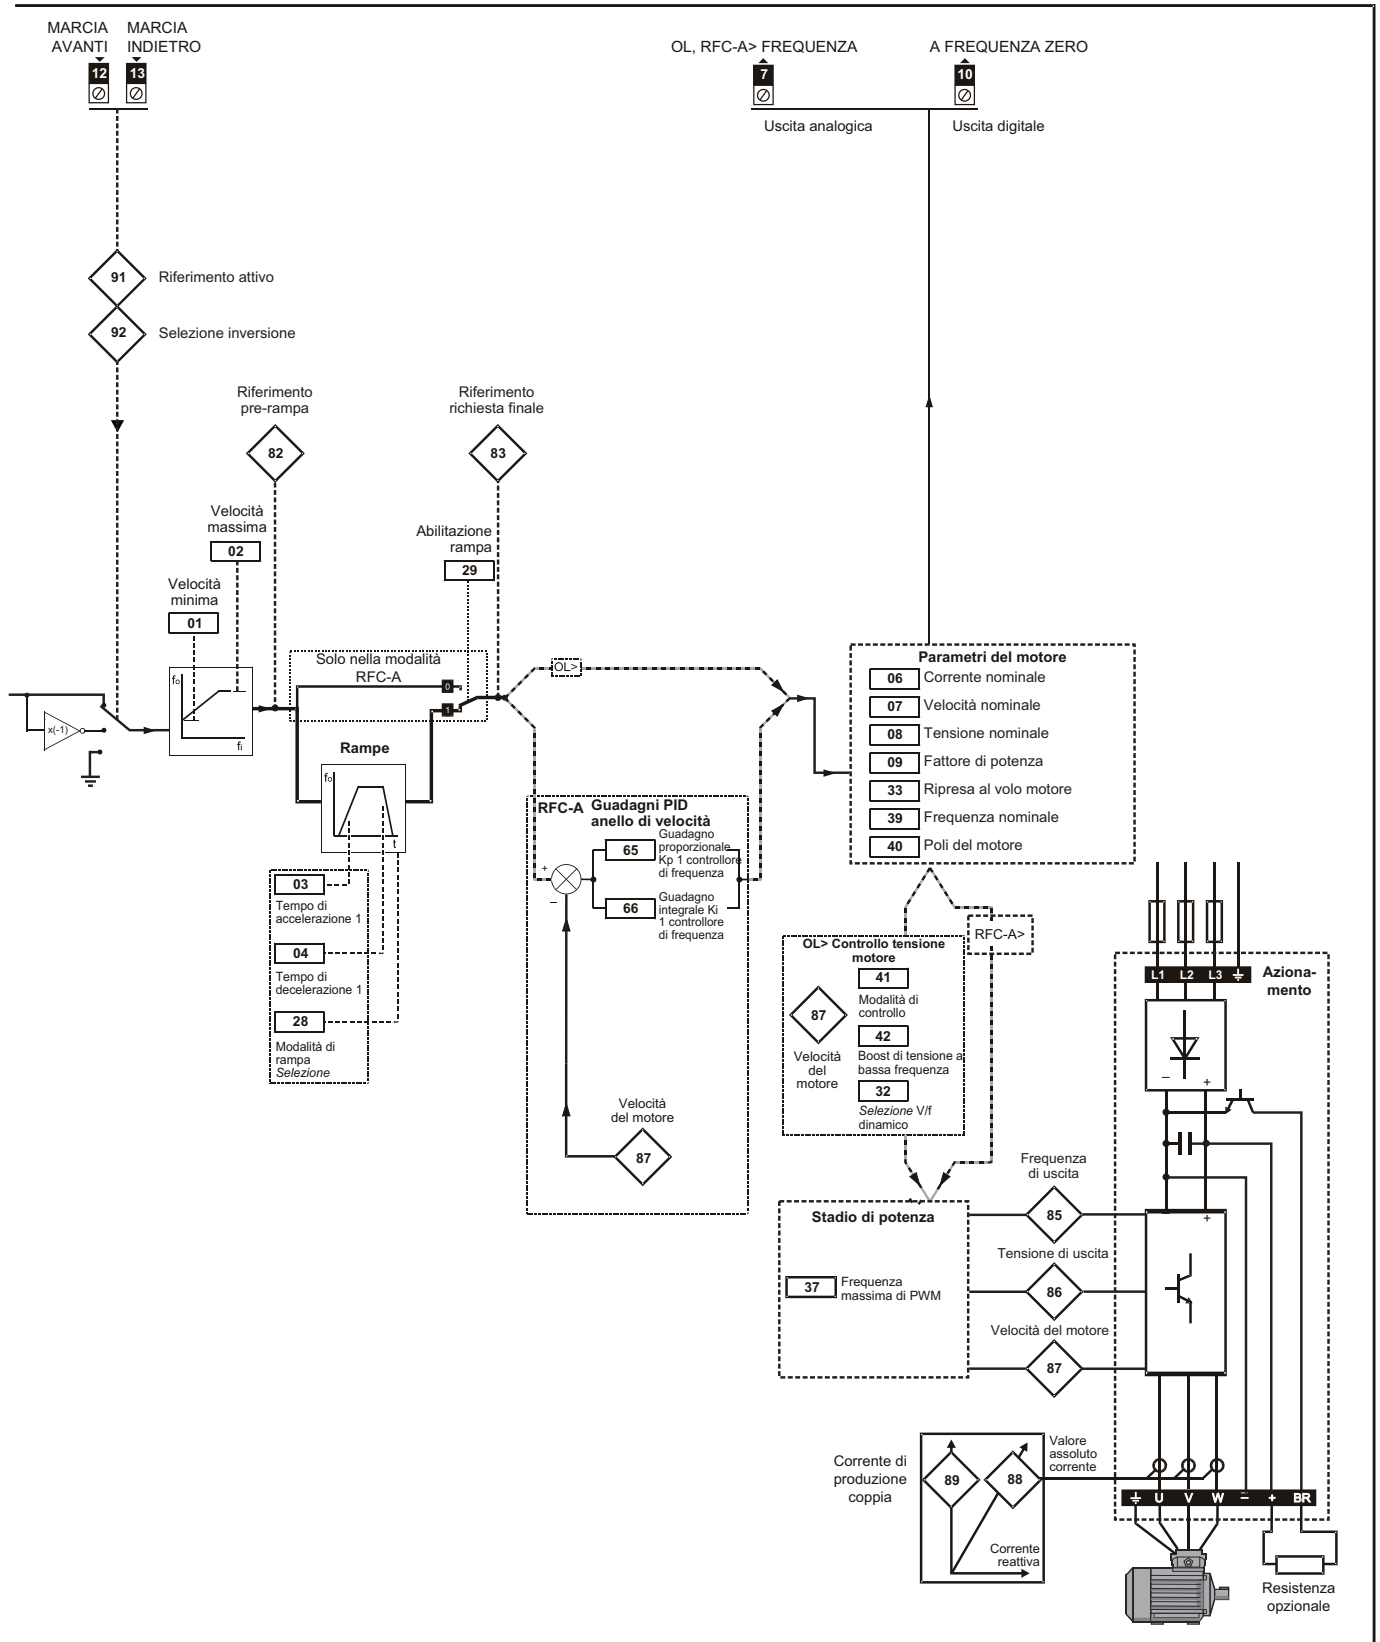 MARCIA AVANTI
MARCIA INDIETRO
12
13
OL, RFC-A> FREQUENZA
A FREQUENZA ZERO
7
10
Uscita analogica
Uscita digitale
91
Riferimento attivo
92
Selezione inversione
Riferimento
pre-rampa
82
Riferimento
richiesta finale
83
Velocità
massima
02
Abilitazione
rampa
29
Velocità
minima
01
x(-1)
fo
fi
Solo nella modalità
RFC-A
0
1
Rampe
fo
t
03
Tempo di
accelerazione 1
04
Tempo di
decelerazione 1
28
Modalità di
rampa
Selezione
OL>
RFC-A
Guadagni PID
anello di velocità
+
–
65
Guadagno
proporzionale
Kp 1 controllore
di frequenza
66
Guadagno
integrale Ki
1 controllore
di frequenza
Velocità
del motore
87
Parametri del motore
06 Corrente nominale
07 Velocità nominale
08 Tensione nominale
09 Fattore di potenza
33 Ripresa al volo motore
39 Frequenza nominale
40 Poli del motore
RFC-A>
OL> Controllo tensione
motore
87
Velocità
del
motore
41
Modalità di
controllo
42
Boost di tensione a
bassa frequenza
32
Selezione V/f
dinamico
Stadio di potenza
37
Frequenza
massima di PWM
Frequenza
di uscita
85
Tensione di uscita
86
Velocità del motore
87
L1 L2 L3
Aziona-
mento
–
+
+
Corrente di
produzione
coppia
89
88
Valore
assoluto
corrente
Corrente
reattiva
U V W – + BR
Resistenza
opzionale